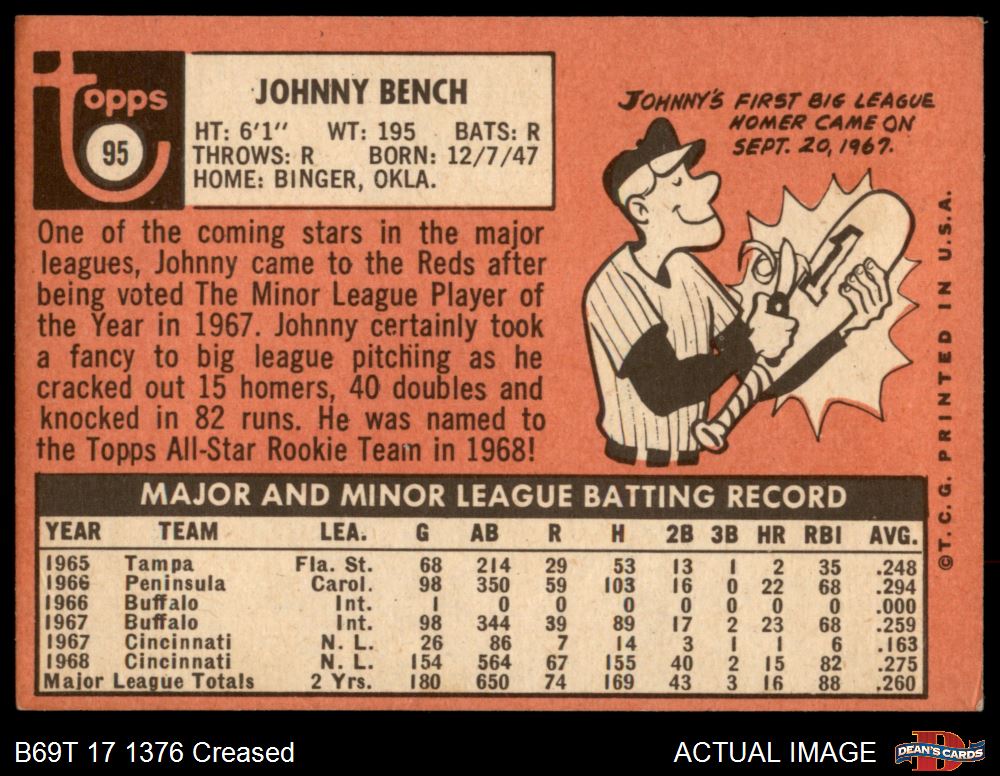 topps
95
JOHNNY BENCH
HT: 6'1" WT: 195 BATS: R
THROWS: R BORN: 12/7/47
HOME: BINGER, OKLA.
JOHNNY'S FIRST BIG LEAGUE
HOMER CAME ON
SEPT. 20, 1967.
1
One of the coming stars in the major
leagues, Johnny came to the Reds after
being voted The Minor League Player of
the Year in 1967. Johnny certainly took
a fancy to big league pitching as he
cracked out 15 homers, 40 doubles and
knocked in 82 runs. He was named to
the Topps All-Star Rookie Team in 1968!
MAJOR AND MINOR LEAGUE BATTING RECORD
YEAR TEAM LEA. G AB R H 2B 3B HR RBI AVG.
1965 Tampa Fla. St. 68 214 29 53 13 1 2 35 .248
1966 Peninsula Carol. 98 350 59 103 16 0 22 68 .294
1966 Buffalo Int. 1 0 0 0 0 0 0 0 .000
1967 Buffalo Int. 98 344 39 89 17 2 23 68 .259
1967 Cincinnati N. L. 26 86 7 14 3 1 1 6 .163
1968 Cincinnati N. L. 154 564 67 155 40 2 15 82 .275
Major League Totals 2 Yrs. 180 650 74 169 43 3 16 88 .260
©T. C. G. PRINTED IN U.S.A.
B69T 17 1376 Creased
ACTUAL IMAGE
DEAN'S CARDS